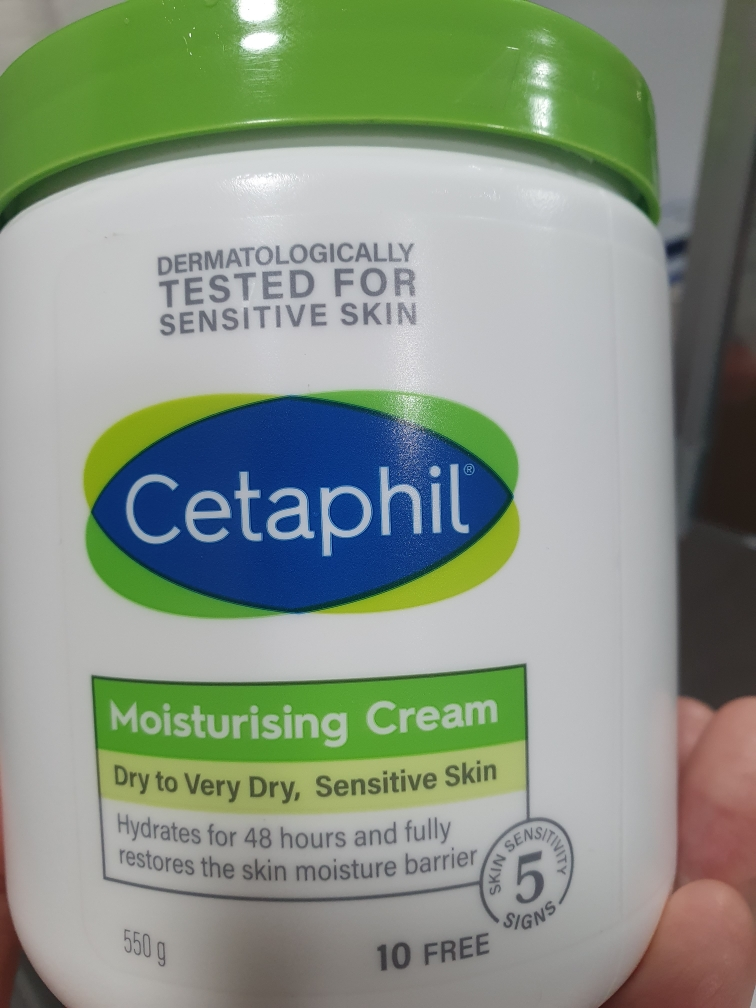 DERMATOLOGICALLY
TESTED FOR
SENSITIVE SKIN
Cetaphil®
Moisturising Cream
Dry to Very Dry, Sensitive Skin
Hydrates for 48 hours and fully
restores the skin moisture barrier
SKIN SENSITIVITY
5
SIGNS
550 g
10 FREE